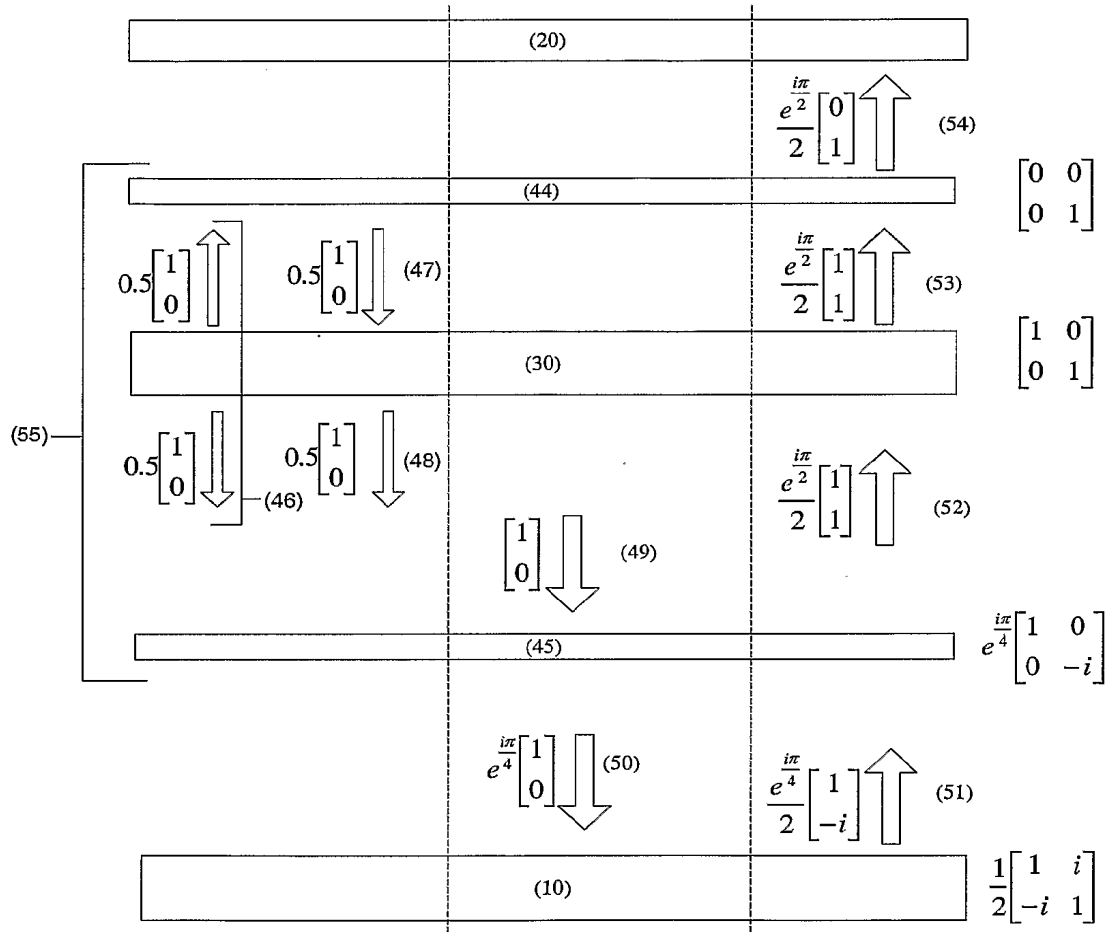 (20)
e^{iπ/2}/2 [0 1] (54)
(44) [0 0; 0 1]
0.5[1 0] 0.5[1 0] (47) e^{iπ/2}/2 [1 1] (53)
(30) [1 0; 0 1]
(55) 0.5[1 0] (46) 0.5[1 0] (48) e^{iπ/2}/2 [1 1] (52)
[1 0] (49)
(45) e^{iπ/4} [1 0; 0 -i]
e^{iπ/4} [1 0] (50) e^{iπ/4}/2 [1 -i] (51)
(10) 1/2 [1 i; -i 1]